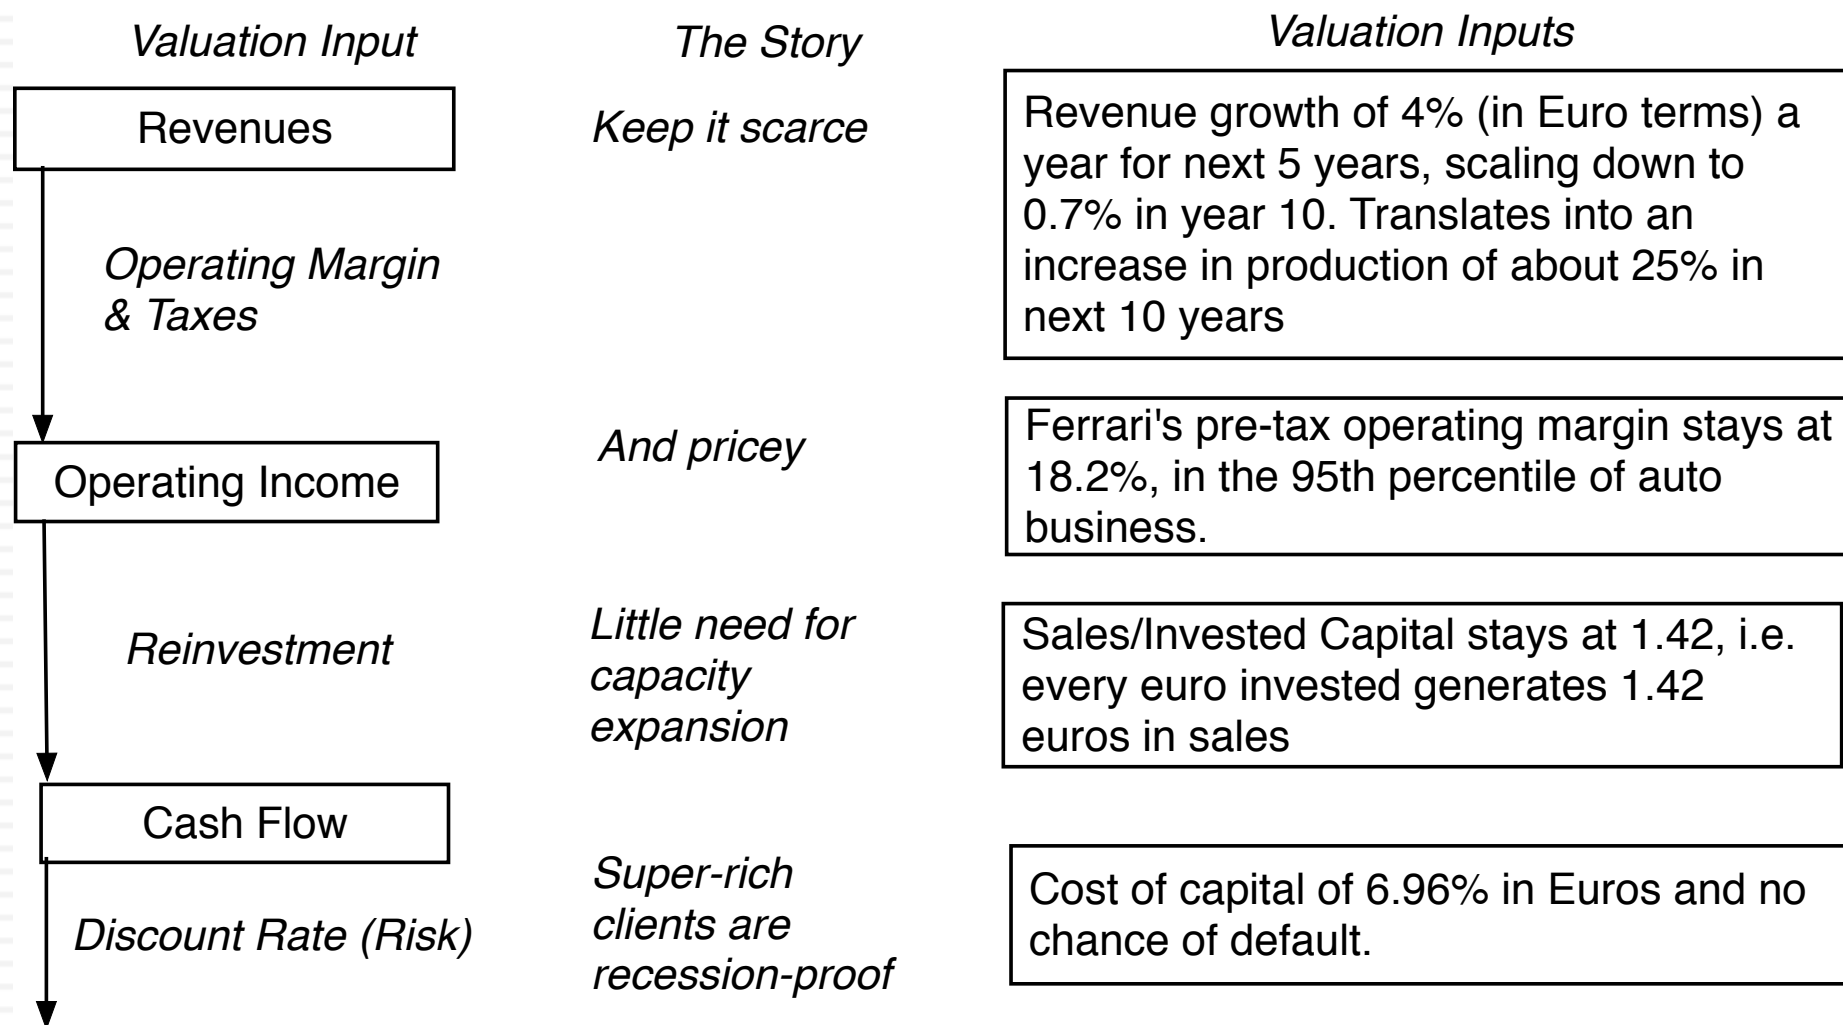 Valuation Input
The Story
Valuation Inputs
Revenues
Keep it scarce
Revenue growth of 4% (in Euro terms) a
year for next 5 years, scaling down to
0.7% in year 10. Translates into an
increase in production of about 25% in
next 10 years
Operating Margin
& Taxes
Operating Income
And pricey
Ferrari's pre-tax operating margin stays at
18.2%, in the 95th percentile of auto
business.
Reinvestment
Little need for
capacity
expansion
Sales/Invested Capital stays at 1.42, i.e.
every euro invested generates 1.42
euros in sales
Cash Flow
Discount Rate (Risk)
Super-rich
clients are
recession-proof
Cost of capital of 6.96% in Euros and no
chance of default.